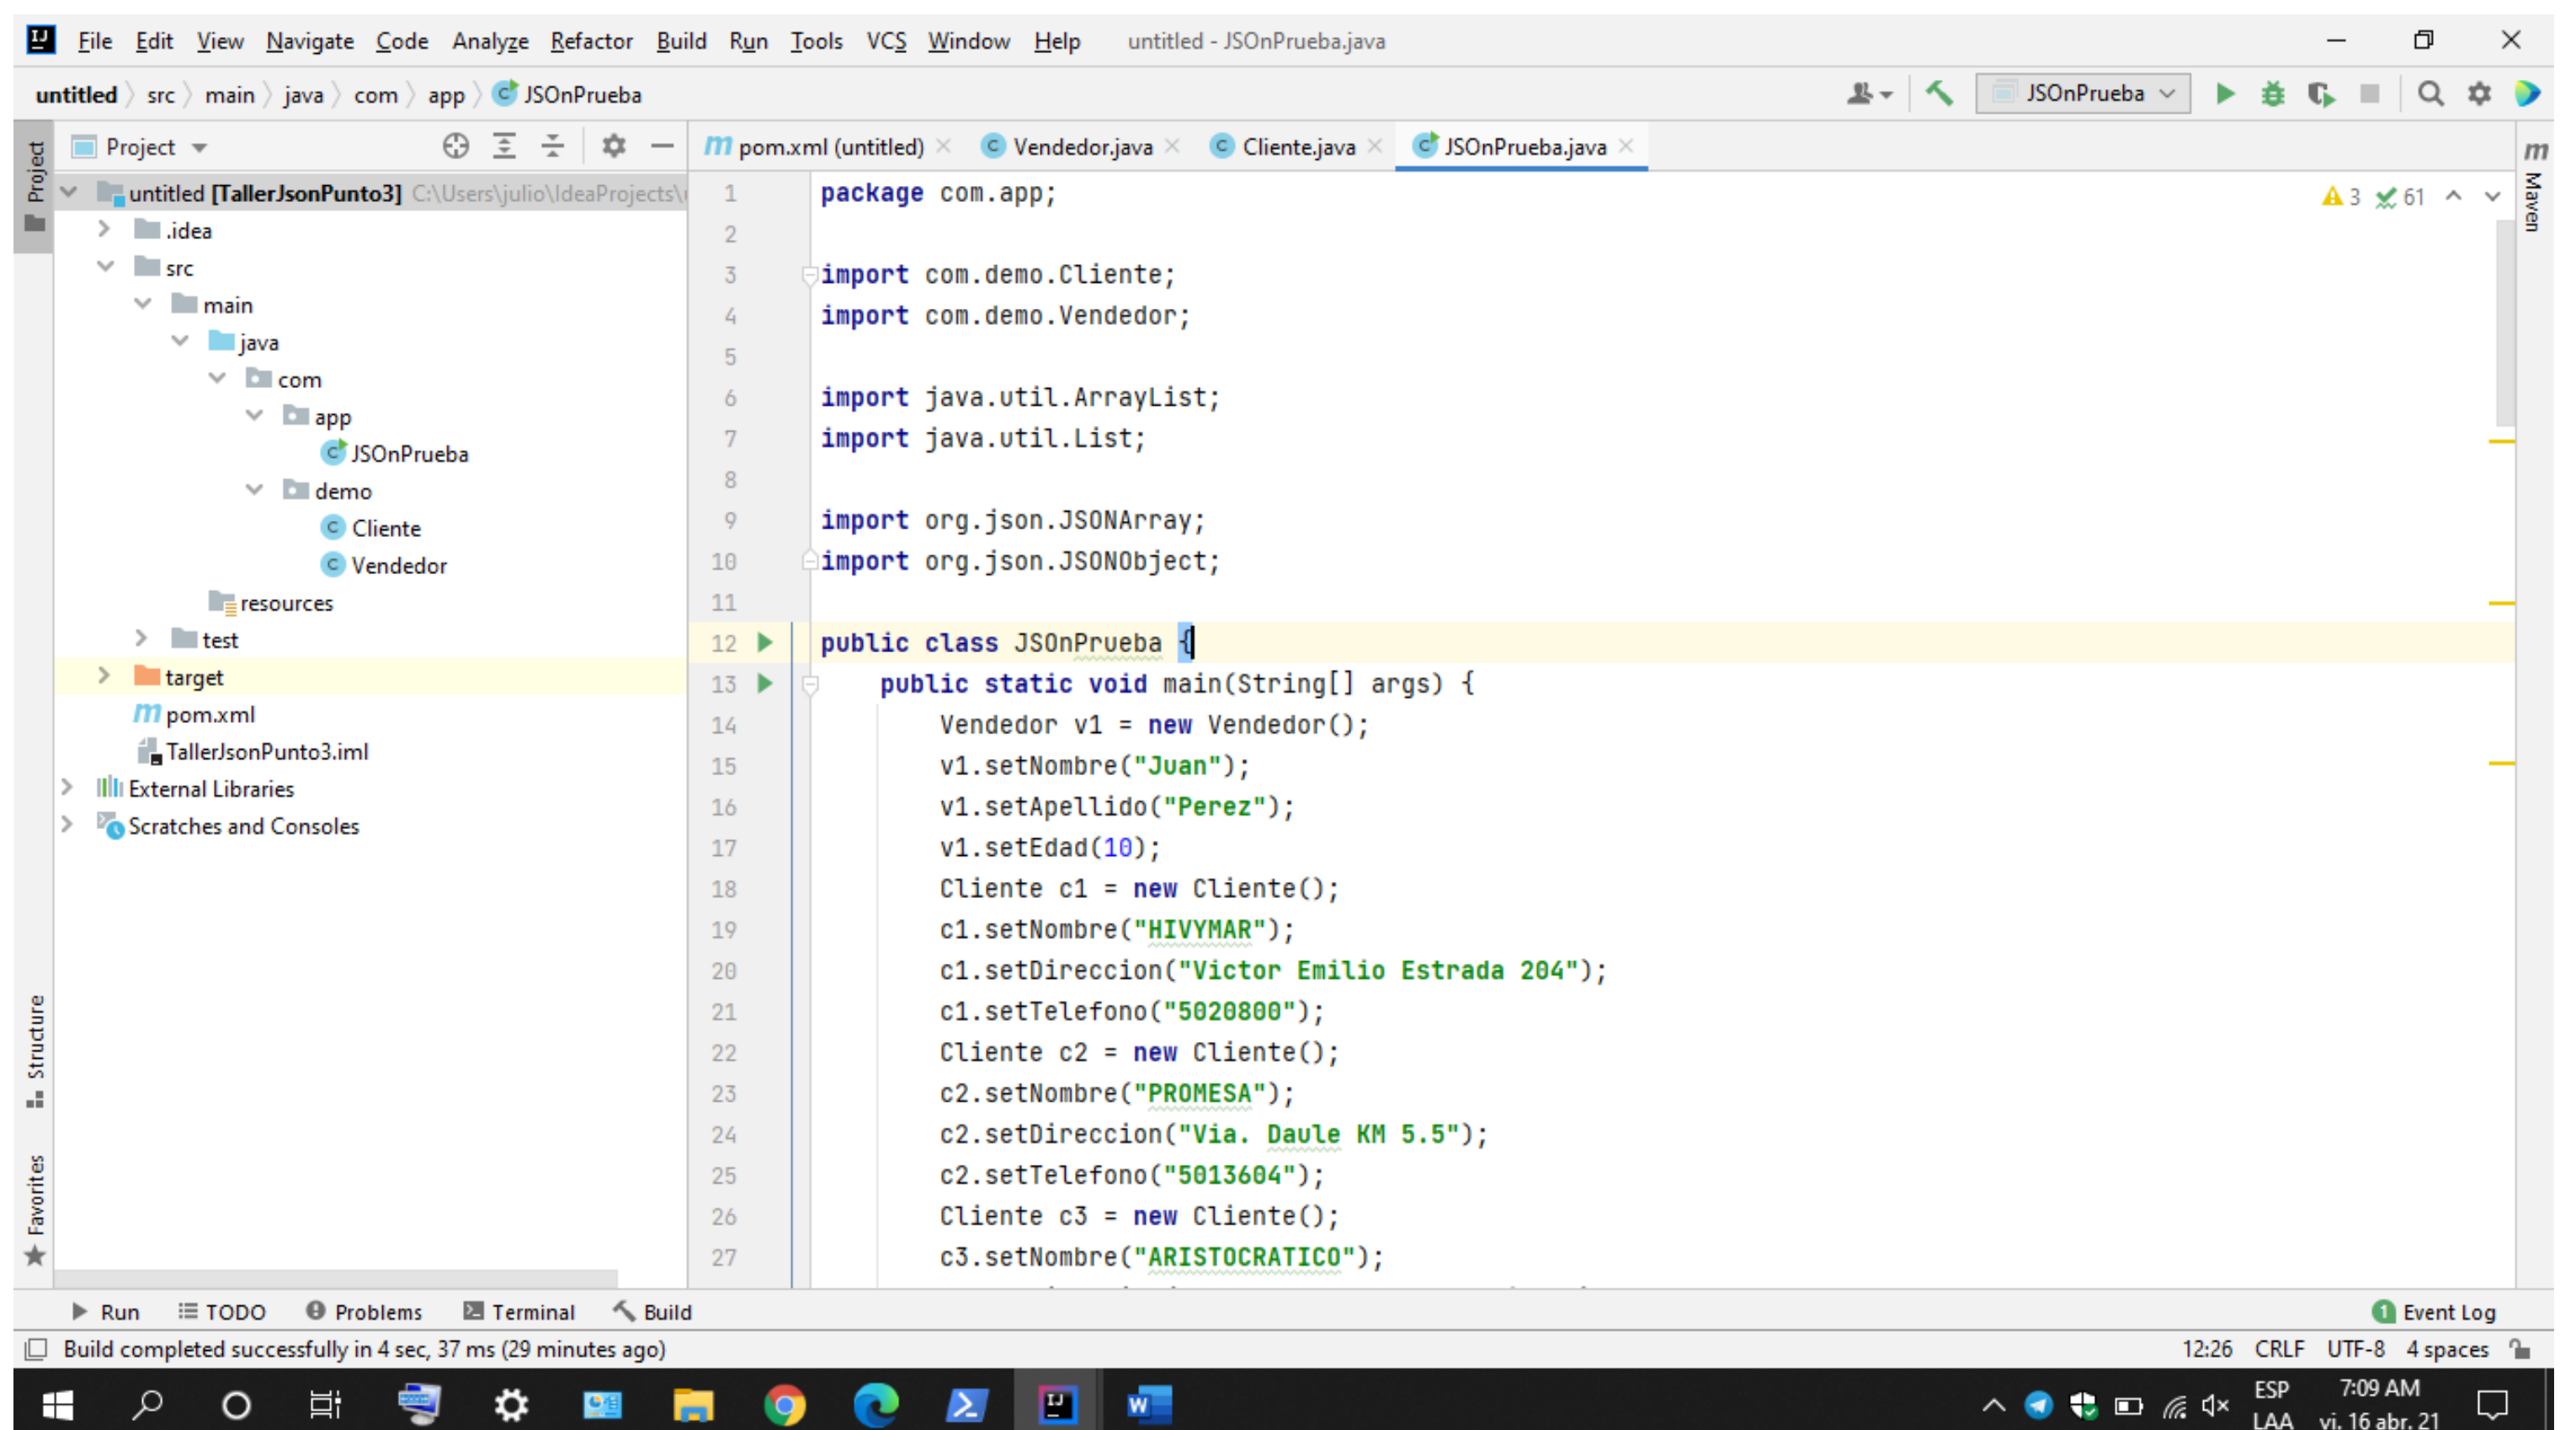 File Edit View Navigate Code Analyze Refactor Build Run Tools VCS Window Help untitled - JSOnPrueba.java
untitled src main java com app JSOnPrueba
JSOnPrueba
Project
pom.xml (untitled) Vendedor.java Cliente.java JSOnPrueba.java
Project
Structure
Favorites
Maven
untitled [TallerJsonPunto3] C:\Users\julio\IdeaProjects\
.idea
src
main
java
com
app
JSOnPrueba
demo
Cliente
Vendedor
resources
test
target
pom.xml
TallerJsonPunto3.iml
External Libraries
Scratches and Consoles
3 61
1 package com.app;
2
3 import com.demo.Cliente;
4 import com.demo.Vendedor;
5
6 import java.util.ArrayList;
7 import java.util.List;
8
9 import org.json.JSONArray;
10 import org.json.JSONObject;
11
12 public class JSOnPrueba {
13 public static void main(String[] args) {
14 Vendedor v1 = new Vendedor();
15 v1.setNombre("Juan");
16 v1.setApellido("Perez");
17 v1.setEdad(10);
18 Cliente c1 = new Cliente();
19 c1.setNombre("HIVYMAR");
20 c1.setDireccion("Victor Emilio Estrada 204");
21 c1.setTelefono("5020800");
22 Cliente c2 = new Cliente();
23 c2.setNombre("PROMESA");
24 c2.setDireccion("Via. Daule KM 5.5");
25 c2.setTelefono("5013604");
26 Cliente c3 = new Cliente();
27 c3.setNombre("ARISTOCRATICO");
Run TODO Problems Terminal Build 1 Event Log
Build completed successfully in 4 sec, 37 ms (29 minutes ago) 12:26 CRLF UTF-8 4 spaces
ESP 7:09 AM
LAA vi. 16 abr. 21